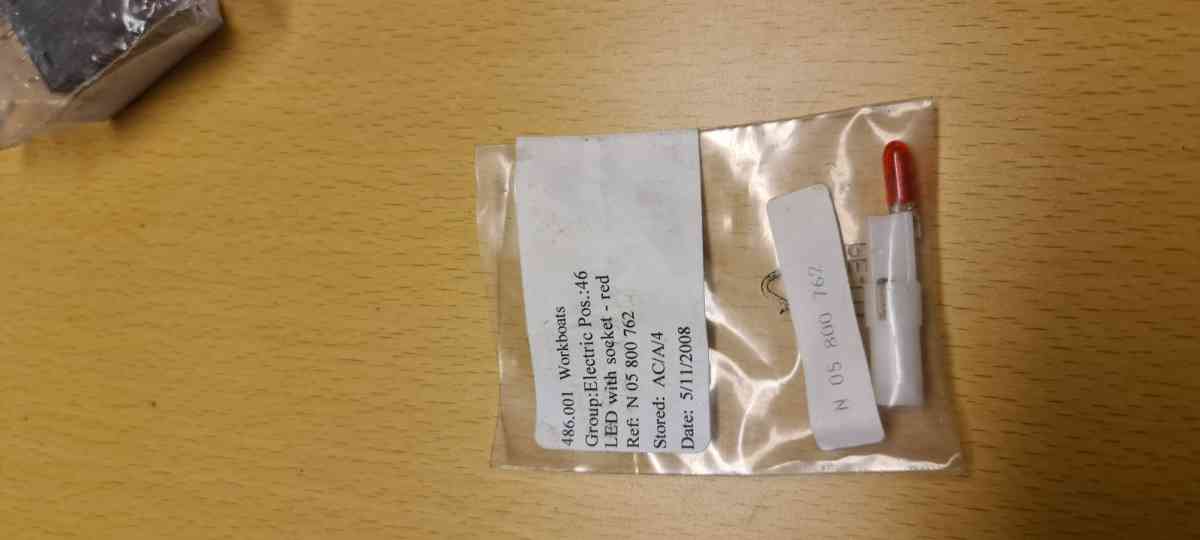 486.001 Workboats
Group:Electric Pos.:46
LED with socket - red
Ref: N 05 800 762
Stored: AC/A/4
Date: 5/11/2008
N 05 800 762